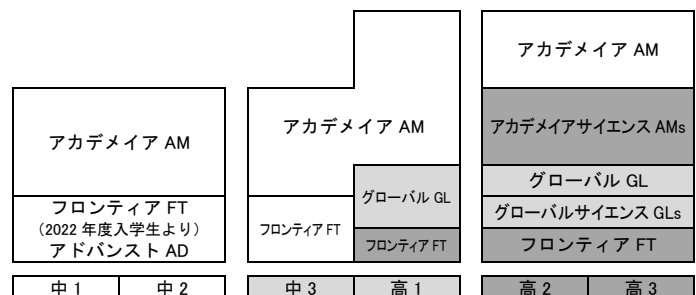 アカデメイア AM
フロンティア FT
（2022 年度入学生より）
アドバンスト AD
中 1
中 2
アカデメイア AM
グローバル GL
フロンティア FT
フロンティア FT
中 3
高 1
アカデメイア AM
アカデメイアサイエンス AMs
グローバル GL
グローバルサイエンス GLs
フロンティア FT
高 2
高 3